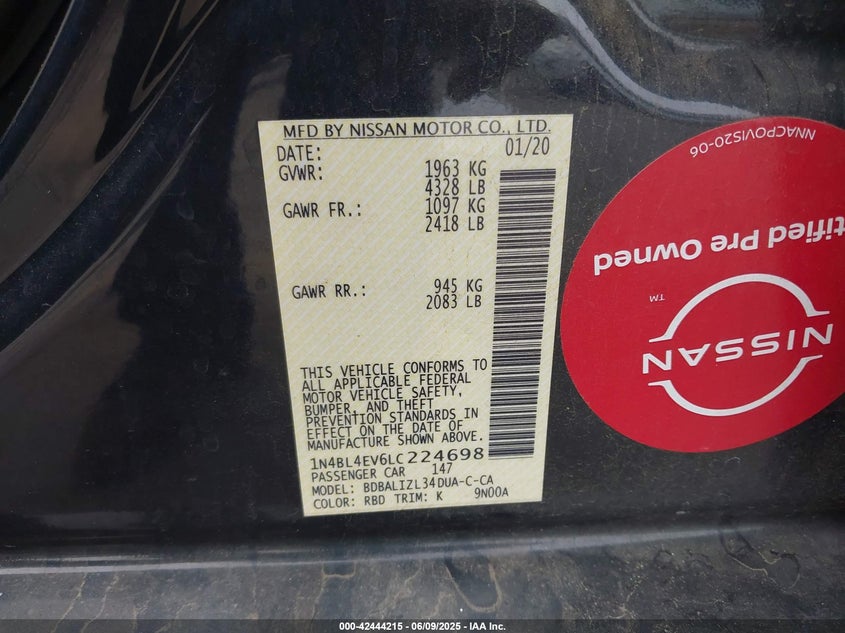 MFD BY NISSAN MOTOR CO., LTD.
DATE: 01/20
GVWR: 1963 KG
4328 LB
GAWR FR.: 1097 KG
2418 LB
GAWR RR.: 945 KG
2083 LB
THIS VEHICLE CONFORMS TO
ALL APPLICABLE FEDERAL
MOTOR VEHICLE SAFETY,
BUMPER, AND THEFT
PREVENTION STANDARDS IN
EFFECT ON THE DATE OF
MANUFACTURE SHOWN ABOVE.
1N4BL4EV6LC224698
PASSENGER CAR 147
MODEL: BDBALIZL34DUA-C-CA
COLOR: RBD TRIM: K 9N00A
NNACPOVIS20-06
tified Pre Owned
NISSAN
TM
000-42444215 - 06/09/2025 - IAA Inc.